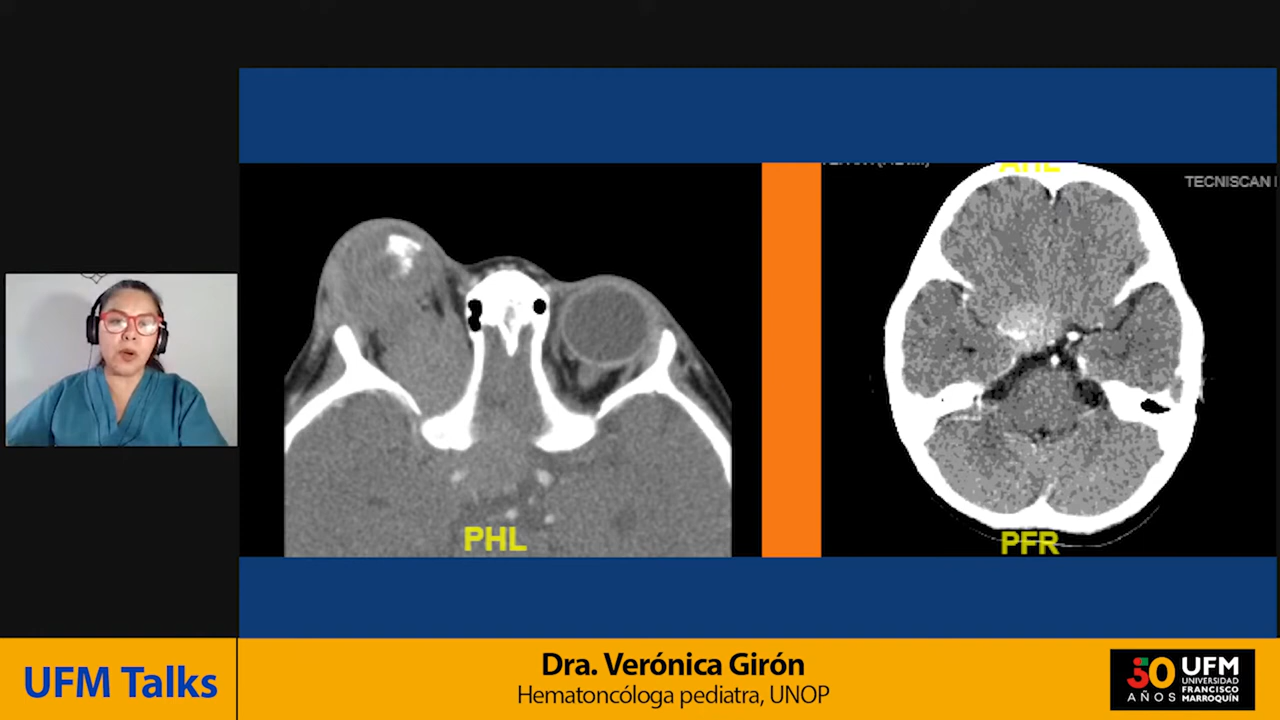 TECNISCAN
PHL
PFR
UFM Talks
Dra. Verónica Girón
Hematoncóloga pediatra, UNOP
50
AÑOS
UFM
UNIVERSIDAD
FRANCISCO
MARROQUÍN